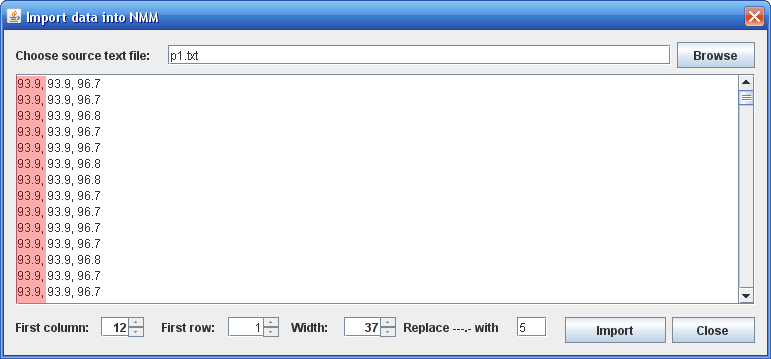 Import data into NMM
Choose source text file: p1.txt Browse
93.9, 93.9, 96.7
93.9, 93.9, 96.7
93.9, 93.9, 96.8
93.9, 93.9, 96.7
93.9, 93.9, 96.7
93.9, 93.9, 96.8
93.9, 93.9, 96.8
93.9, 93.9, 96.7
93.9, 93.9, 96.7
93.9, 93.9, 96.7
93.9, 93.9, 96.7
93.9, 93.9, 96.8
93.9, 93.9, 96.7
93.9, 93.9, 96.7
First column: 12 First row: 1 Width: 37 Replace ---.- with 5 Import Close